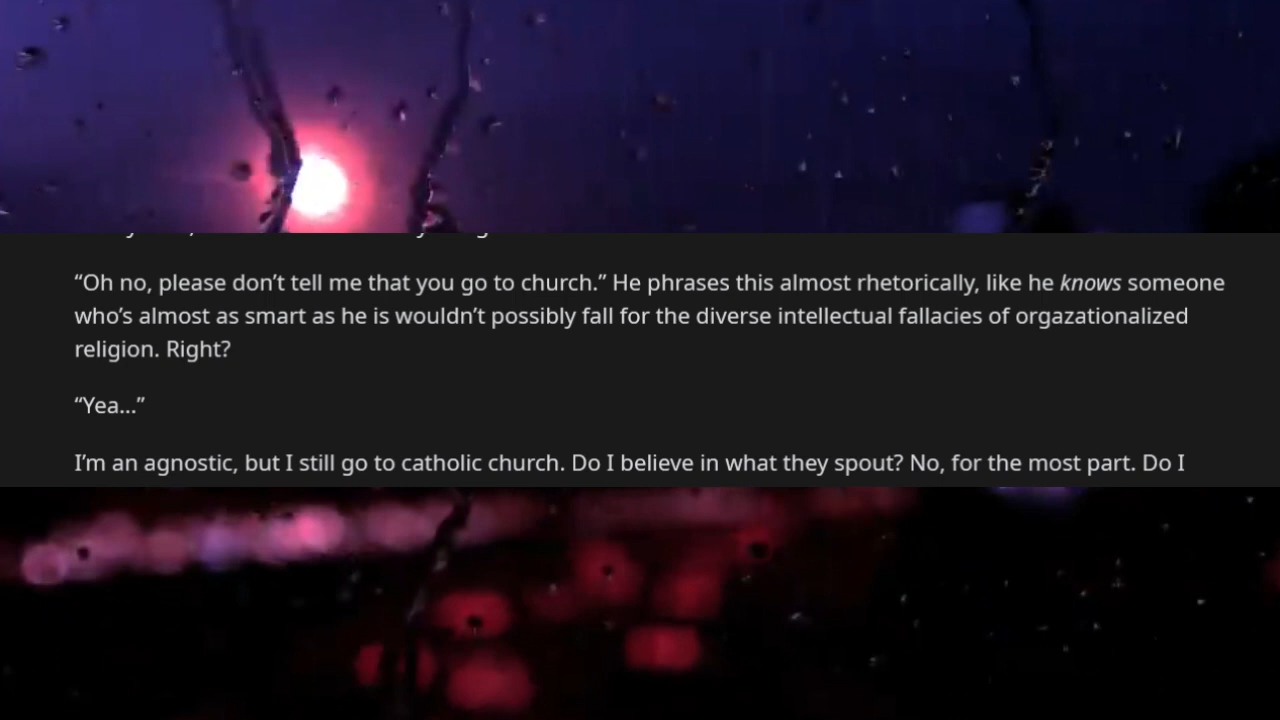 “Oh no, please don’t tell me that you go to church.” He phrases this almost rhetorically, like he knows someone
who’s almost as smart as he is wouldn’t possibly fall for the diverse intellectual fallacies of orgazationalized
religion. Right?
“Yea…”
I’m an agnostic, but I still go to catholic church. Do I believe in what they spout? No, for the most part. Do I